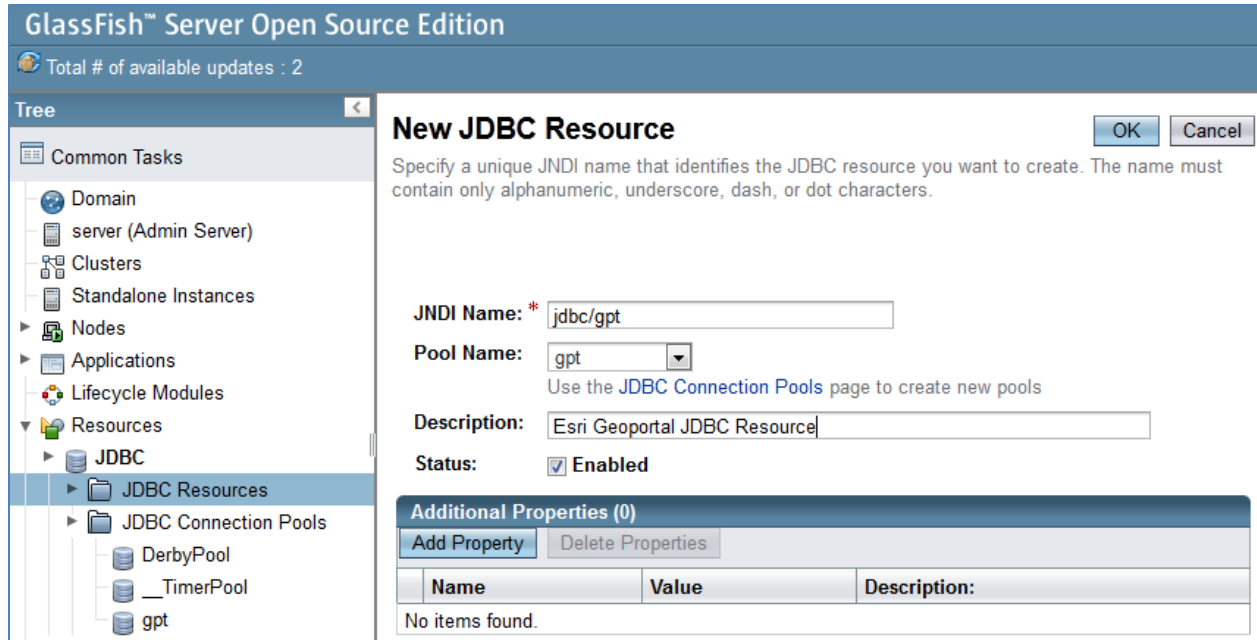 GlassFish™ Server Open Source Edition
Total # of available updates : 2
Tree
Common Tasks
Domain
server (Admin Server)
Clusters
Standalone Instances
Nodes
Applications
Lifecycle Modules
Resources
JDBC
JDBC Resources
JDBC Connection Pools
DerbyPool
__TimerPool
gpt
New JDBC Resource
OK Cancel
Specify a unique JNDI name that identifies the JDBC resource you want to create. The name must
contain only alphanumeric, underscore, dash, or dot characters.
JNDI Name: * jdbc/gpt
Pool Name: gpt
Use the JDBC Connection Pools page to create new pools
Description: Esri Geoportal JDBC Resource
Status: Enabled
Additional Properties (0)
Add Property Delete Properties
Name Value Description:
No items found.